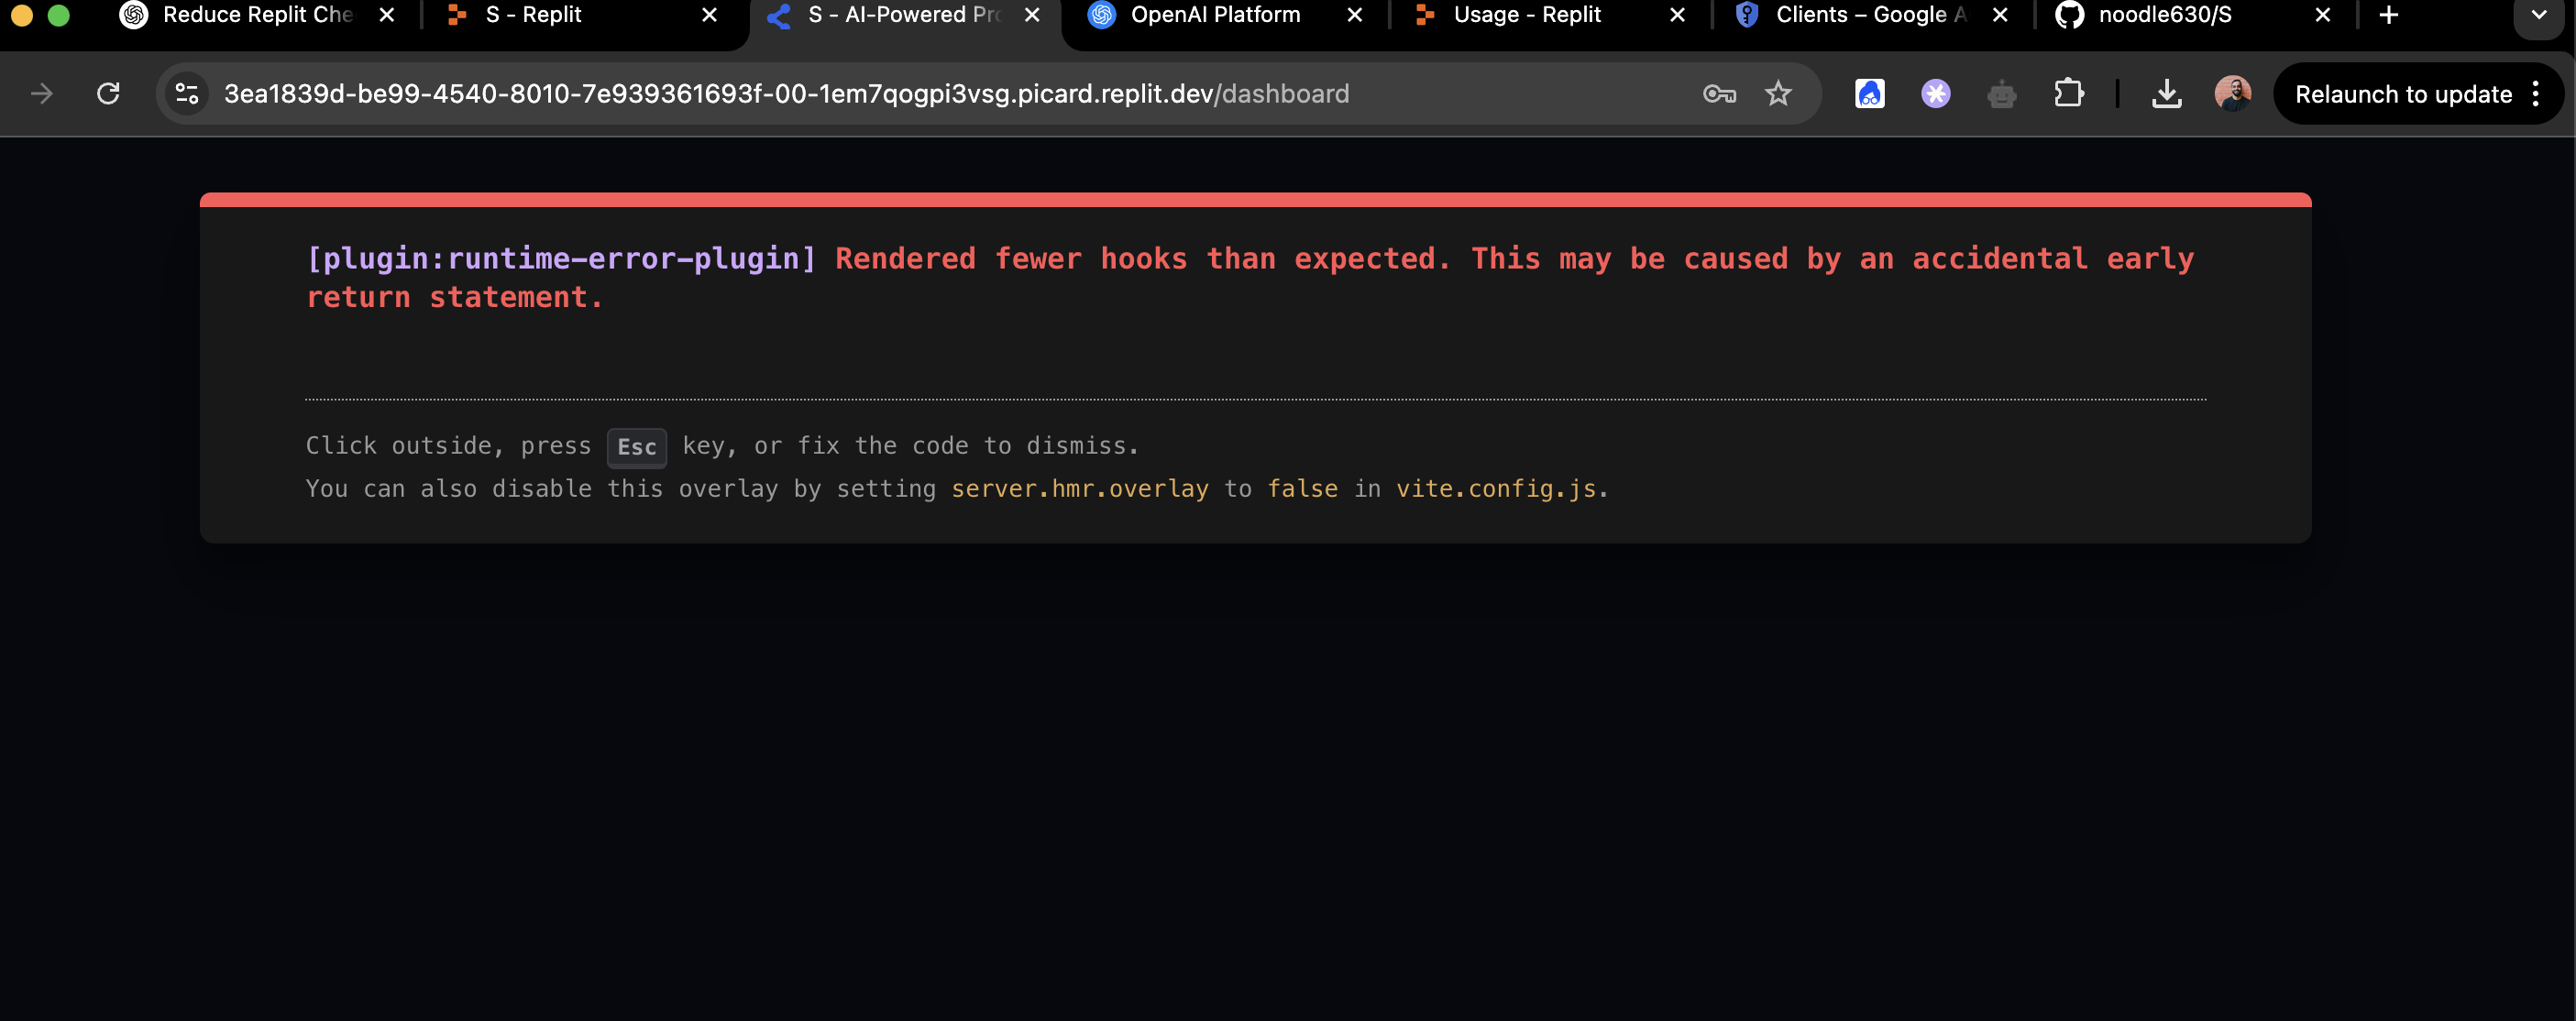 Reduce Replit Che
S - Replit
S - AI-Powered Pro
OpenAI Platform
Usage - Replit
Clients – Google A
noodle630/S
3ea1839d-be99-4540-8010-7e939361693f-00-1em7qogpi3vsg.picard.replit.dev/dashboard
Relaunch to update
[plugin:runtime-error-plugin] Rendered fewer hooks than expected. This may be caused by an accidental early
return statement.
Click outside, press Esc key, or fix the code to dismiss.
You can also disable this overlay by setting server.hmr.overlay to false in vite.config.js.